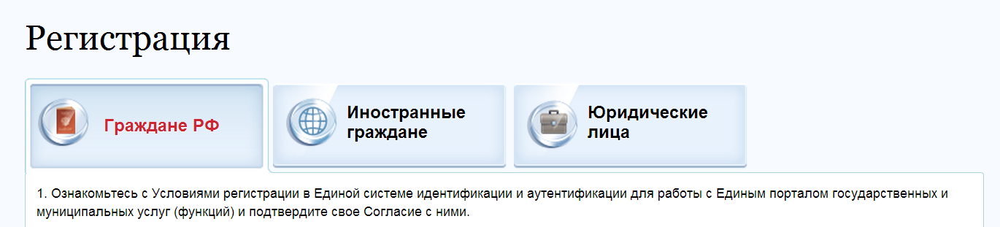 Регистрация
Граждане РФ
Иностранные
граждане
Юридические
лица
1. Ознакомьтесь с Условиями регистрации в Единой системе идентификации и аутентификации для работы с Единым порталом государственных и
муниципальных услуг (функций) и подтвердите свое Согласие с ними.